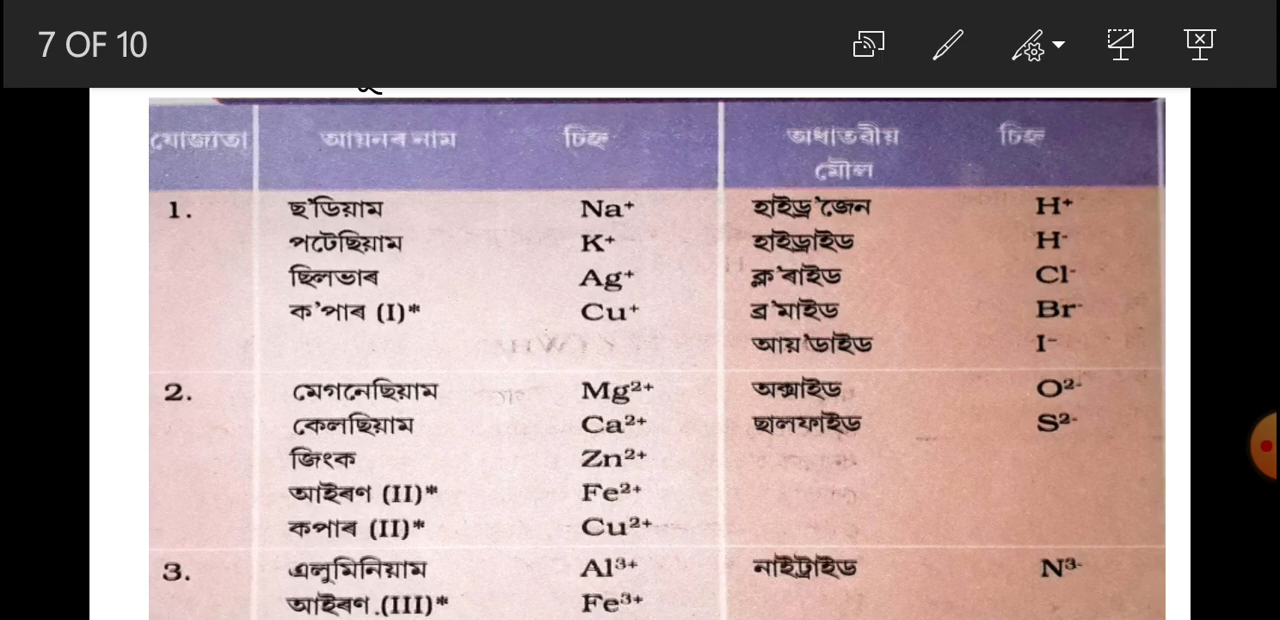 7 OF 10
যোজ্যতা আয়নৰ নাম চিহ্ন অধাতবীয় মৌল চিহ্ন
1. ছ'ডিয়াম Na⁺ হাইড্ৰ'জেন H⁺
পটেছিয়াম K⁺ হাইড্ৰাইড H⁻
ছিলভাৰ Ag⁺ ক্ল'ৰাইড Cl⁻
ক'পাৰ (I)* Cu⁺ ব্ৰ'মাইড Br⁻
আয়'ডাইড I⁻
2. মেগনেছিয়াম Mg²⁺ অক্সাইড O²⁻
কেলছিয়াম Ca²⁺ ছালফাইড S²⁻
জিংক Zn²⁺
আইৰণ (II)* Fe²⁺
কপাৰ (II)* Cu²⁺
3. এলুমিনিয়াম Al³⁺ নাইট্ৰাইড N³⁻
আইৰণ.(III)* Fe³⁺